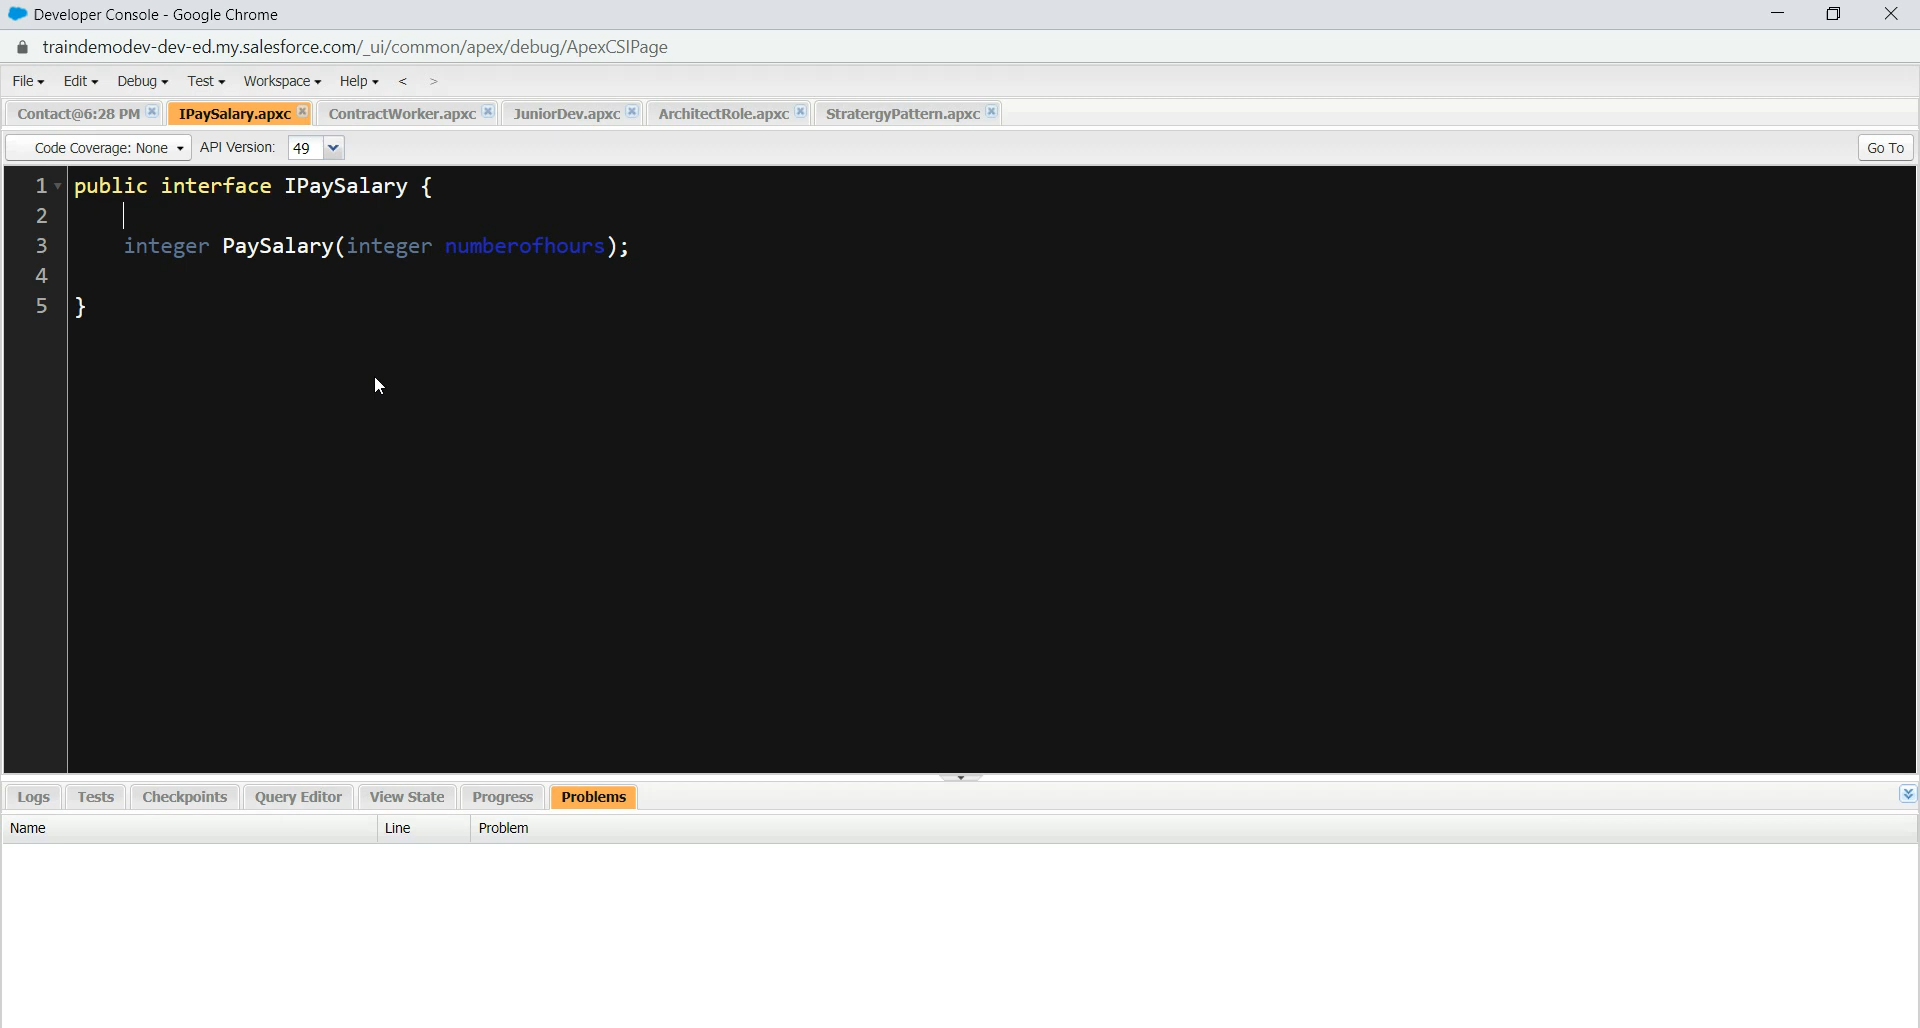 Developer Console - Google Chrome
traindemodev-dev-ed.my.salesforce.com/_ui/common/apex/debug/ApexCSIPage
File Edit Debug Test Workspace Help < >
Contact@6:28 PM IPaySalary.apxc ContractWorker.apxc JuniorDev.apxc ArchitectRole.apxc StratergyPattern.apxc
Code Coverage: None API Version: 49 Go To
1 public interface IPaySalary {
2
3 integer PaySalary(integer numberofhours);
4
5 }
Logs Tests Checkpoints Query Editor View State Progress Problems
Name Line Problem